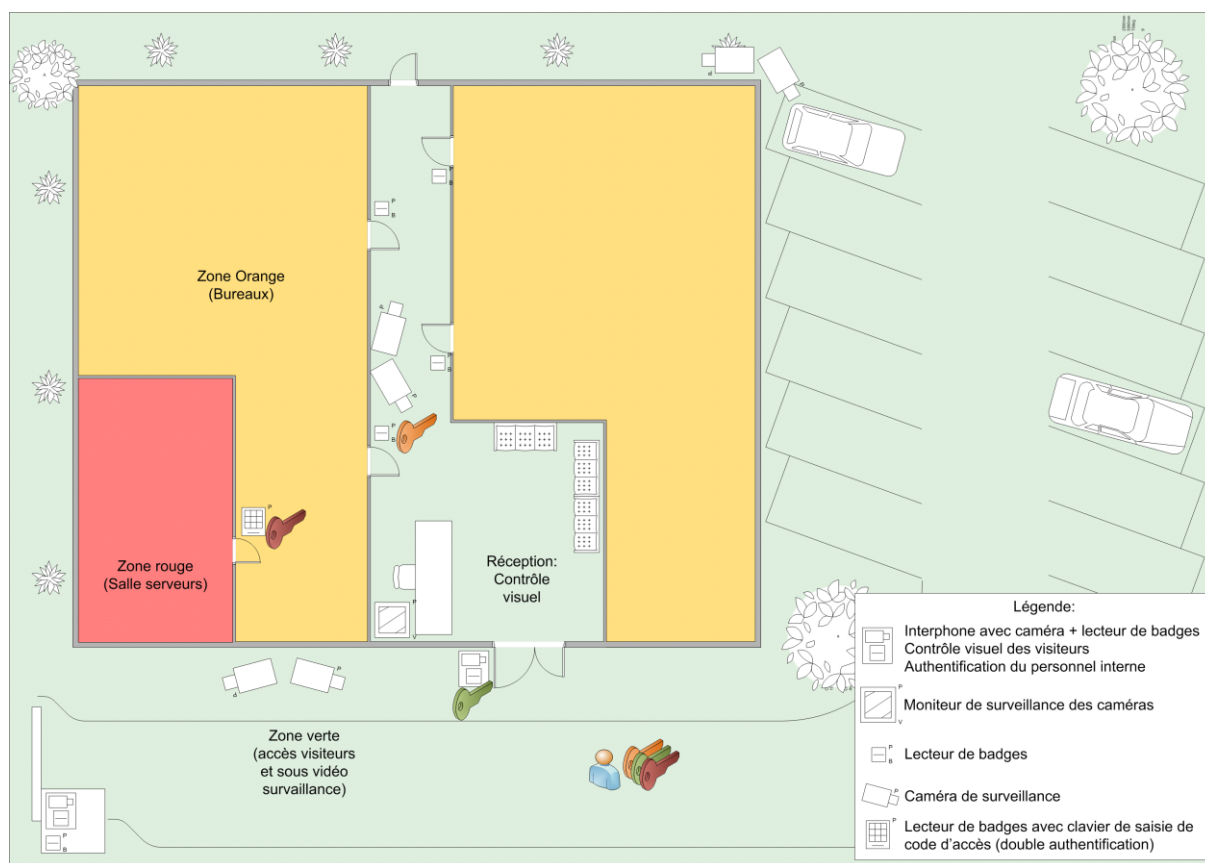 Zone Orange
(Bureaux)
Zone rouge
(Salle serveurs)
Réception:
Contrôle
visuel
Zone verte
(accès visiteurs
et sous vidéo
survaillance)
Légende:
Interphone avec caméra + lecteur de badges
Contrôle visuel des visiteurs
Authentification du personnel interne
P
V
Moniteur de surveillance des caméras
P
B
Lecteur de badges
P
Caméra de surveillance
P
Lecteur de badges avec clavier de saisie de
code d'accès (double authentification)
P
B
P
B
P
B
P
B
P
P
P
V
P
P
P
B